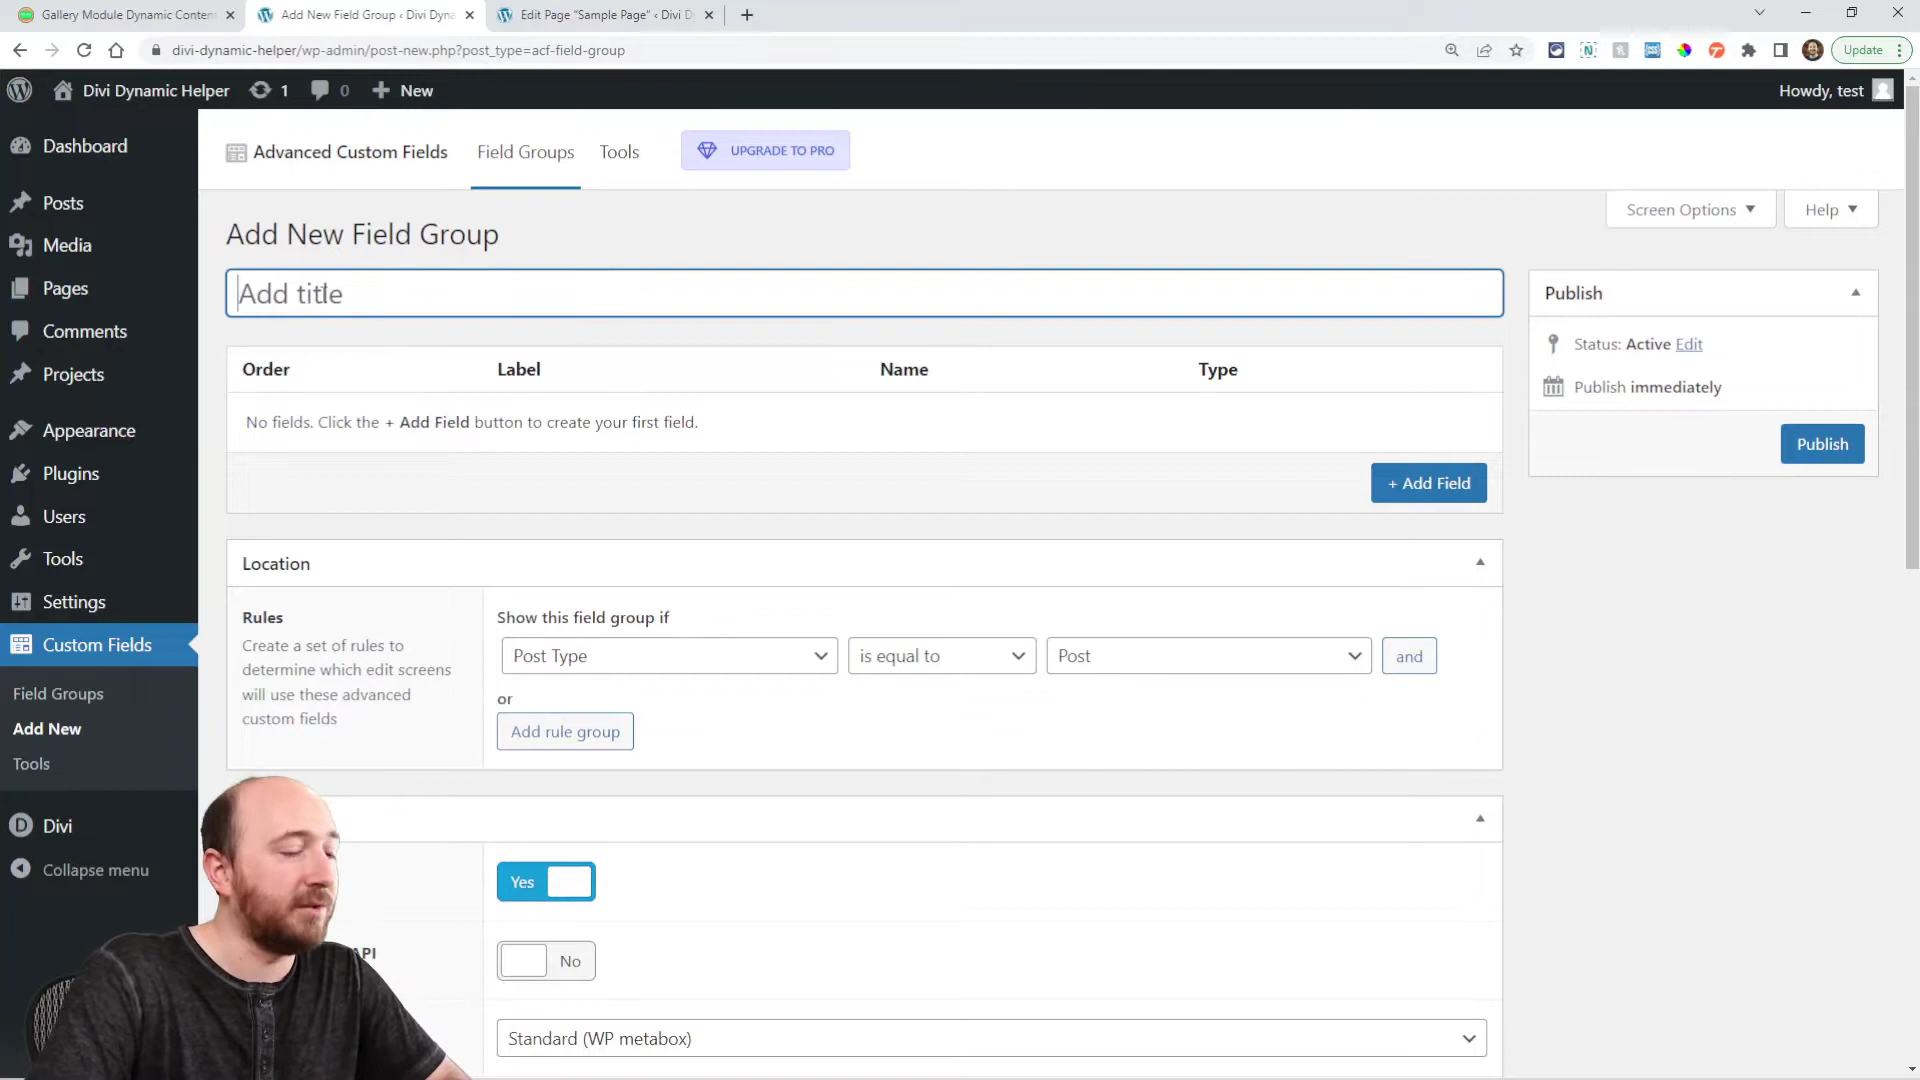 Gallery Module Dynamic Conten
Add New Field Group ‹ Divi Dyna
Edit Page “Sample Page” ‹ Divi D
divi-dynamic-helper/wp-admin/post-new.php?post_type=acf-field-group
Update
Divi Dynamic Helper
1
0
New
Howdy, test
Dashboard
Posts
Media
Pages
Comments
Projects
Appearance
Plugins
Users
Tools
Settings
Custom Fields
Field Groups
Add New
Tools
Divi
Collapse menu
Advanced Custom Fields
Field Groups
Tools
UPGRADE TO PRO
Screen Options
Help
Add New Field Group
Add title
Order
Label
Name
Type
No fields. Click the + Add Field button to create your first field.
+ Add Field
Location
Rules
Create a set of rules to
determine which edit screens
will use these advanced
custom fields
Show this field group if
Post Type
is equal to
Post
and
or
Add rule group
Yes
API
No
Standard (WP metabox)
Publish
Status: Active Edit
Publish immediately
Publish